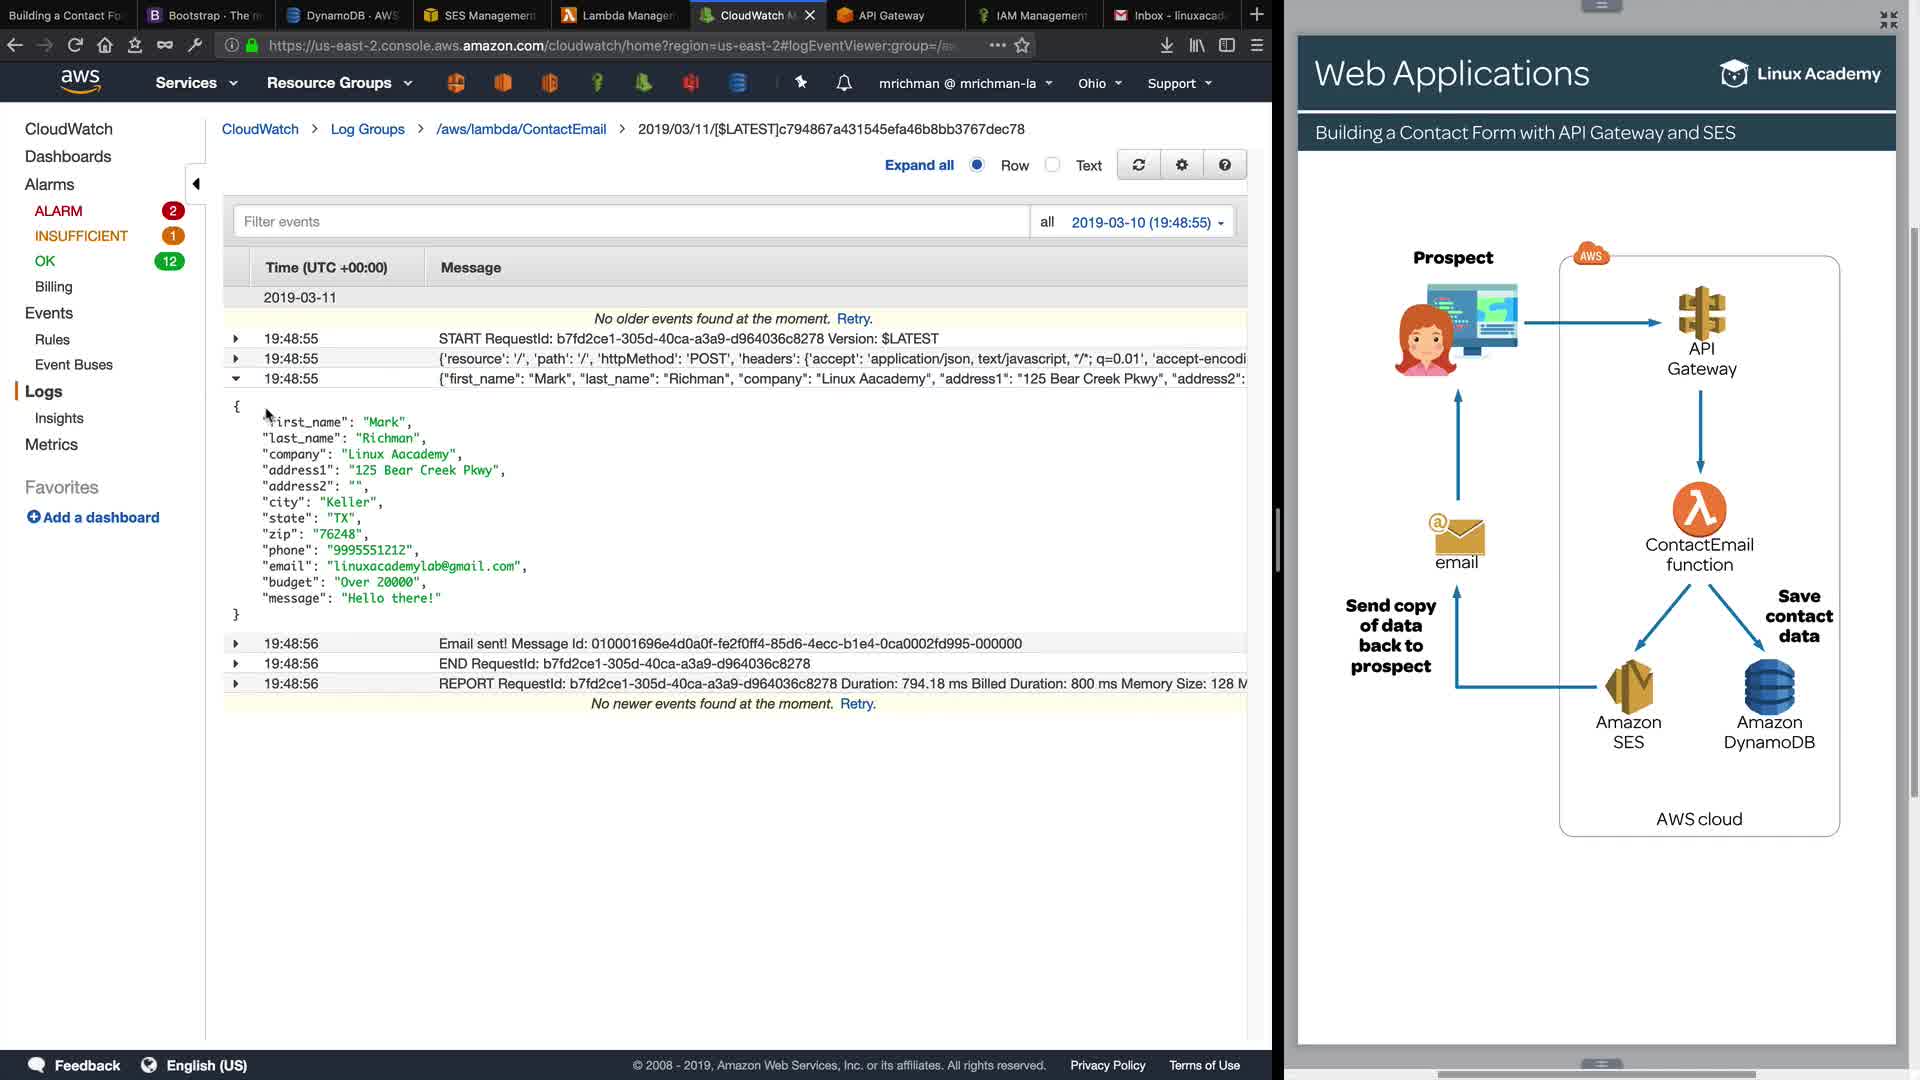 Building a Contact Fo
Bootstrap · The m
DynamoDB · AWS
SES Management
Lambda Manager
CloudWatch M
API Gateway
IAM Management
Inbox - linuxacad
https://us-east-2.console.aws.amazon.com/cloudwatch/home?region=us-east-2#logEventViewer:group=/aw
aws
Services
Resource Groups
mrichman @ mrichman-la
Ohio
Support
CloudWatch
Dashboards
Alarms
ALARM 2
INSUFFICIENT 1
OK 12
Billing
Events
Rules
Event Buses
Logs
Insights
Metrics
Favorites
Add a dashboard
CloudWatch > Log Groups > /aws/lambda/ContactEmail > 2019/03/11/[$LATEST]c794867a431545efa46b8bb3767dec78
Expand all Row Text
Filter events
all 2019-03-10 (19:48:55)
Time (UTC +00:00) Message
2019-03-11
No older events found at the moment. Retry.
19:48:55 START RequestId: b7fd2ce1-305d-40ca-a3a9-d964036c8278 Version: $LATEST
19:48:55 {'resource': '/', 'path': '/', 'httpMethod': 'POST', 'headers': {'accept': 'application/json, text/javascript, */*; q=0.01', 'accept-encodi
19:48:55 {"first_name": "Mark", "last_name": "Richman", "company": "Linux Aacademy", "address1": "125 Bear Creek Pkwy", "address2":
{
"first_name": "Mark",
"last_name": "Richman",
"company": "Linux Aacademy",
"address1": "125 Bear Creek Pkwy",
"address2": "",
"city": "Keller",
"state": "TX",
"zip": "76248",
"phone": "9995551212",
"email": "linuxacademylab@gmail.com",
"budget": "Over 20000",
"message": "Hello there!"
}
19:48:56 Email sent! Message Id: 010001696e4d0a0f-fe2f0ff4-85d6-4ecc-b1e4-0ca0002fd995-000000
19:48:56 END RequestId: b7fd2ce1-305d-40ca-a3a9-d964036c8278
19:48:56 REPORT RequestId: b7fd2ce1-305d-40ca-a3a9-d964036c8278 Duration: 794.18 ms Billed Duration: 800 ms Memory Size: 128 M
No newer events found at the moment. Retry.
Feedback
English (US)
© 2008 - 2019, Amazon Web Services, Inc. or its affiliates. All rights reserved.
Privacy Policy
Terms of Use
Web Applications
Linux Academy
Building a Contact Form with API Gateway and SES
Prospect
AWS
API
Gateway
ContactEmail
function
email
Send copy
of data
back to
prospect
Save
contact
data
Amazon
SES
Amazon
DynamoDB
AWS cloud